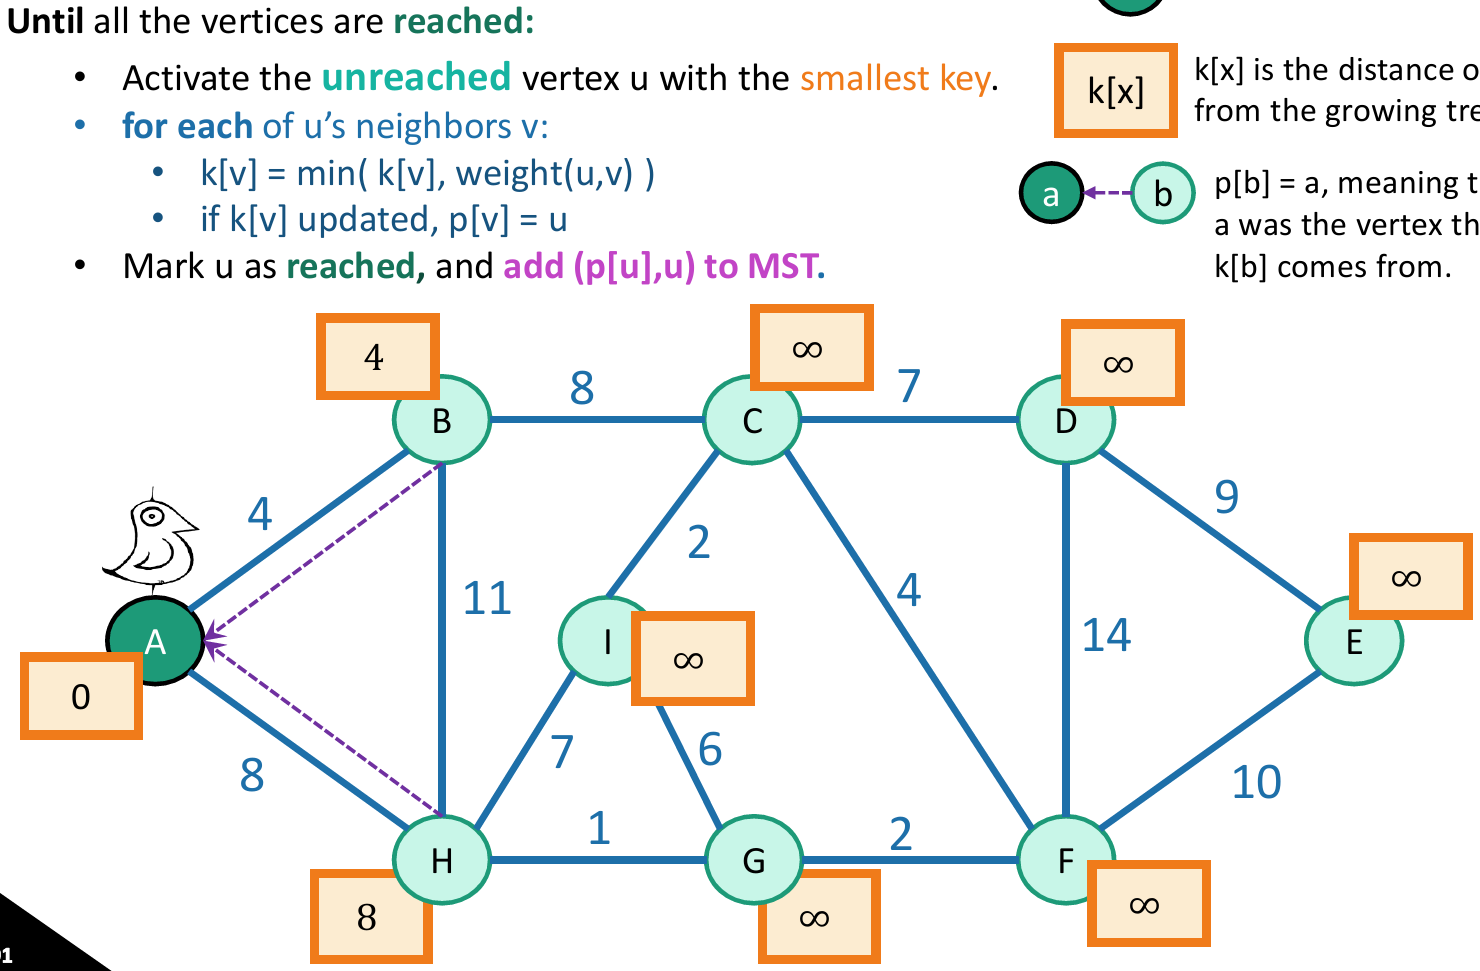 Until all the vertices are reached:
• Activate the unreached vertex u with the smallest key.
• for each of u's neighbors v:
• k[v] = min( k[v], weight(u,v) )
• if k[v] updated, p[v] = u
• Mark u as reached, and add (p[u],u) to MST.
k[x]
k[x] is the distance o
from the growing tre
a
b
p[b] = a, meaning t
a was the vertex th
k[b] comes from.
4
∞
∞
8
7
B
C
D
4
9
2
∞
11
4
A
I
14
E
0
∞
7
6
8
10
1
2
H
G
F
8
∞
∞